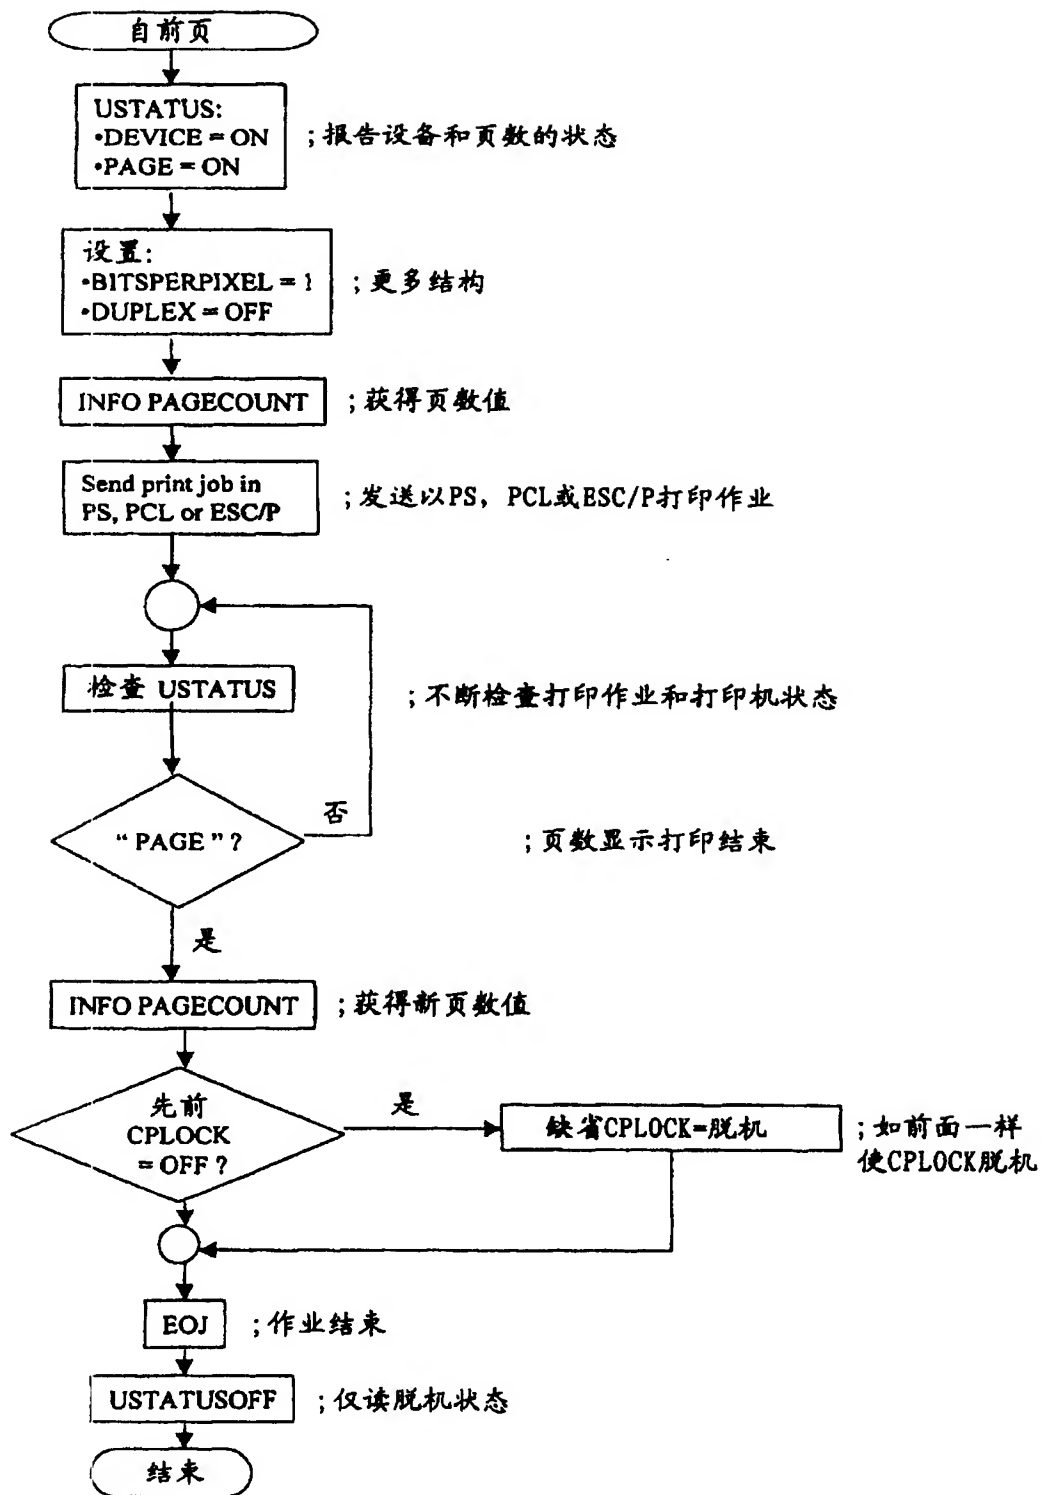 自前页
USTATUS:
•DEVICE = ON
•PAGE = ON
;报告设备和页数的状态
设置:
•BITSPERPIXEL = 1
•DUPLEX = OFF
;更多结构
INFO PAGECOUNT
;获得页数值
Send print job in
PS, PCL or ESC/P
;发送以PS, PCL或ESC/P打印作业
检查 USTATUS
;不断检查打印作业和打印机状态
“ PAGE ” ?
否
;页数显示打印结束
是
INFO PAGECOUNT
;获得新页数值
先前
CPLOCK
= OFF ?
是
缺省CPLOCK=脱机
;如前面一样
使CPLOCK脱机
EOJ
;作业结束
USTATUSOFF
;仅读脱机状态
结束